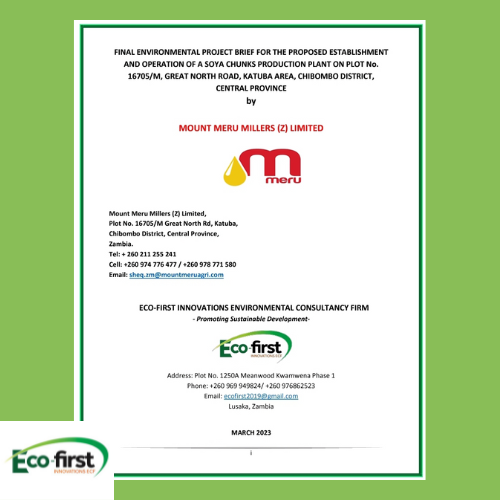 FINAL ENVIRONMENTAL PROJECT BRIEF FOR THE PROPOSED ESTABLISHMENT
AND OPERATION OF A SOYA CHUNKS PRODUCTION PLANT ON PLOT No.
16705/M, GREAT NORTH ROAD, KATUBA AREA, CHIBOMBO DISTRICT,
CENTRAL PROVINCE
by
MOUNT MERU MILLERS (Z) LIMITED
m
meru
Mount Meru Millers (Z) Limited,
Plot No. 16705/M Great North Rd, Katuba,
Chibombo District, Central Province,
Zambia.
Tel: + 260 211 255 241
Cell: +260 974 776 477 / +260 978 771 580
Email: sheq.zm@mountmeruagri.com
ECO-FIRST INNOVATIONS ENVIRONMENTAL CONSULTANCY FIRM
- Promoting Sustainable Development-
Eco-first
INNOVATIONS ECF
Address: Plot No. 1250A Meanwood Kwamwena Phase 1
Phone: +260 969 949824/ +260 976862523
Email: ecofirst2019@gmail.com
Lusaka, Zambia
MARCH 2023
i
Eco-first
INNOVATIONS ECF